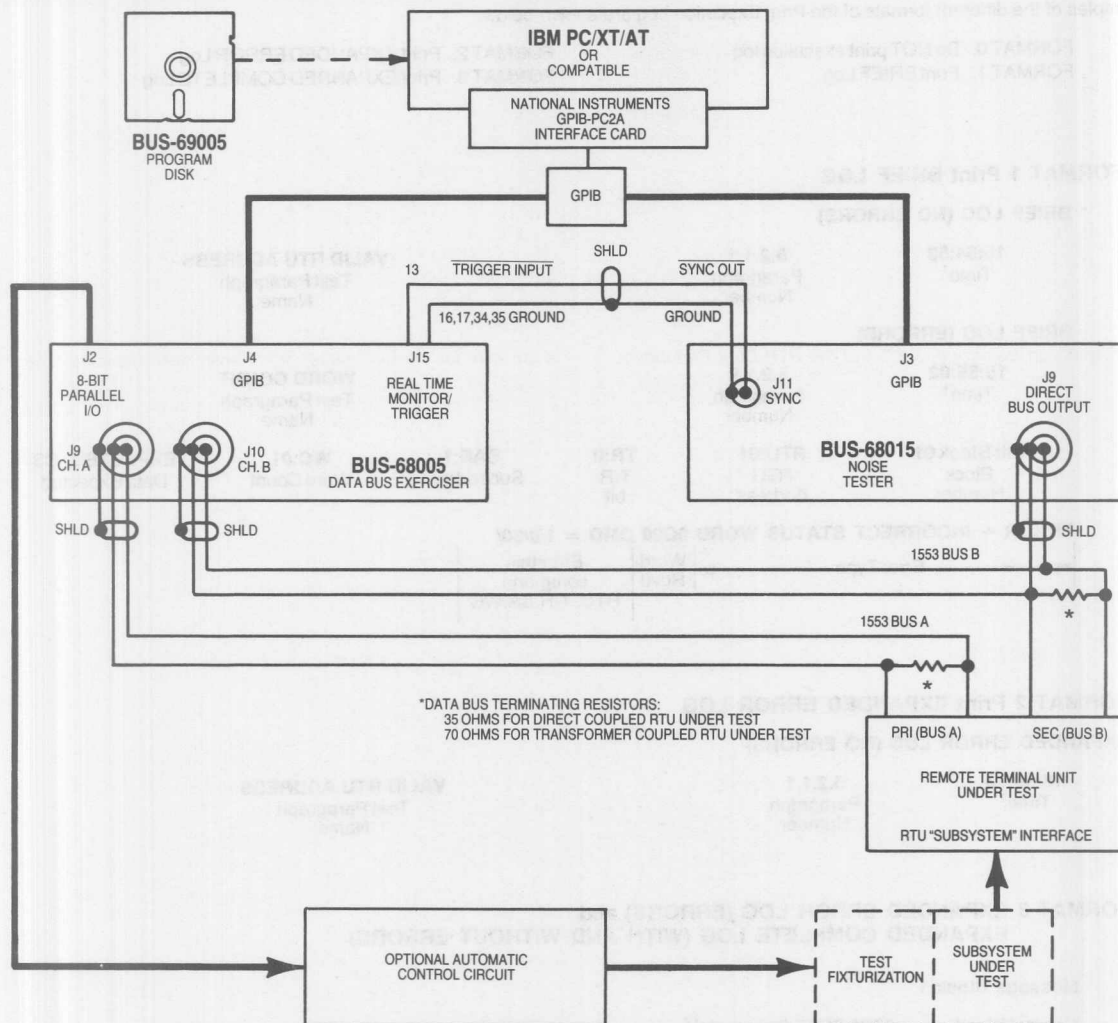 IBM PC/XT/AT
OR
COMPATIBLE
NATIONAL INSTRUMENTS
GPIB-PC2A
INTERFACE CARD
BUS-69005
PROGRAM
DISK
GPIB
SHLD
13 TRIGGER INPUT
SYNC OUT
16,17,34,35 GROUND
GROUND
J2
8-BIT
PARALLEL
I/O
J4
GPIB
J15
REAL TIME
MONITOR/
TRIGGER
J9
CH. A
J10
CH. B
BUS-68005
DATA BUS EXERCISER
SHLD
SHLD
J3
GPIB
J11
SYNC
J9
DIRECT
BUS OUTPUT
BUS-68015
NOISE
TESTER
SHLD
1553 BUS B
*
1553 BUS A
*
*DATA BUS TERMINATING RESISTORS:
35 OHMS FOR DIRECT COUPLED RTU UNDER TEST
70 OHMS FOR TRANSFORMER COUPLED RTU UNDER TEST
PRI (BUS A)
SEC (BUS B)
REMOTE TERMINAL UNIT
UNDER TEST
RTU "SUBSYSTEM" INTERFACE
OPTIONAL AUTOMATIC
CONTROL CIRCUIT
TEST
FIXTURIZATION
SUBSYSTEM
UNDER
TEST